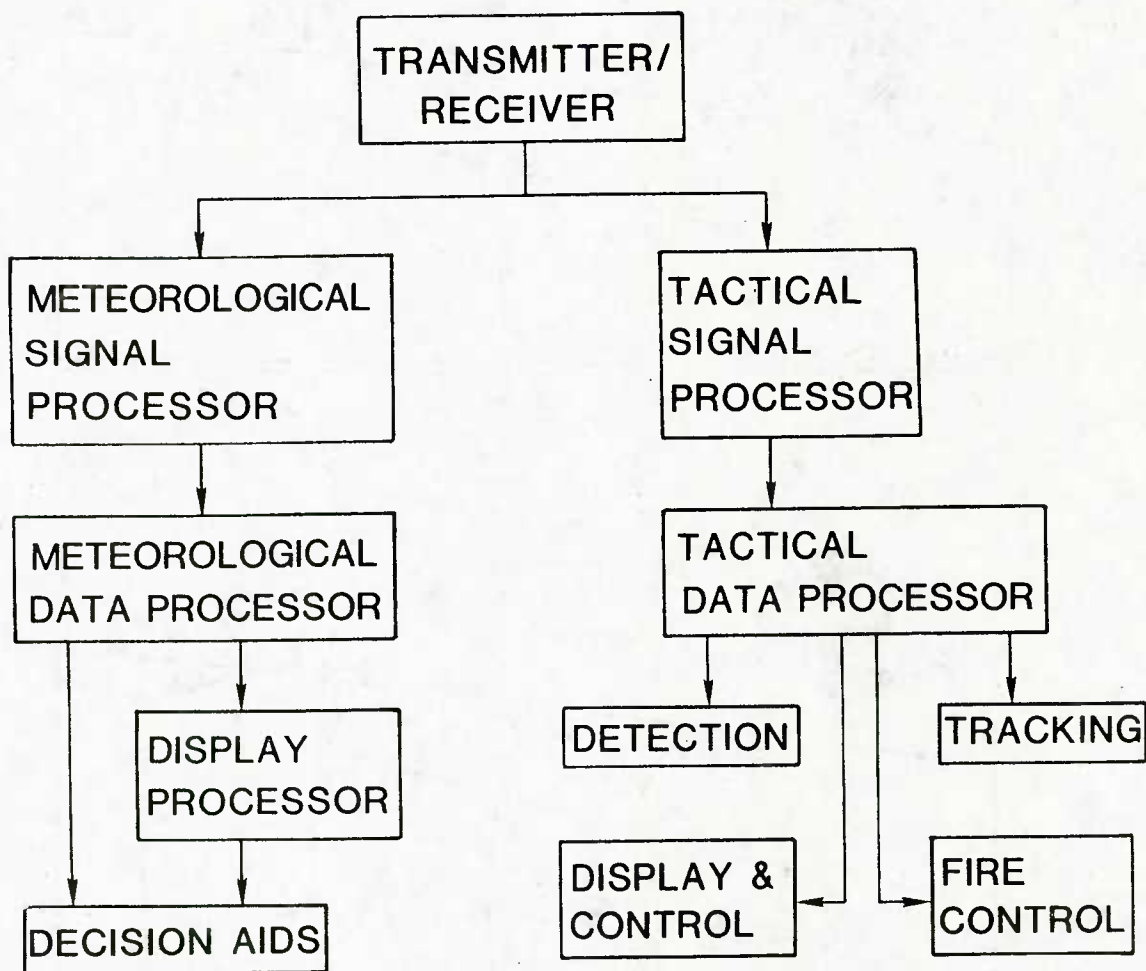 TRANSMITTER/
RECEIVER
METEOROLOGICAL
SIGNAL
PROCESSOR
TACTICAL
SIGNAL
PROCESSOR
METEOROLOGICAL
DATA PROCESSOR
TACTICAL
DATA PROCESSOR
DISPLAY
PROCESSOR
DETECTION
TRACKING
DECISION AIDS
DISPLAY &
CONTROL
FIRE
CONTROL